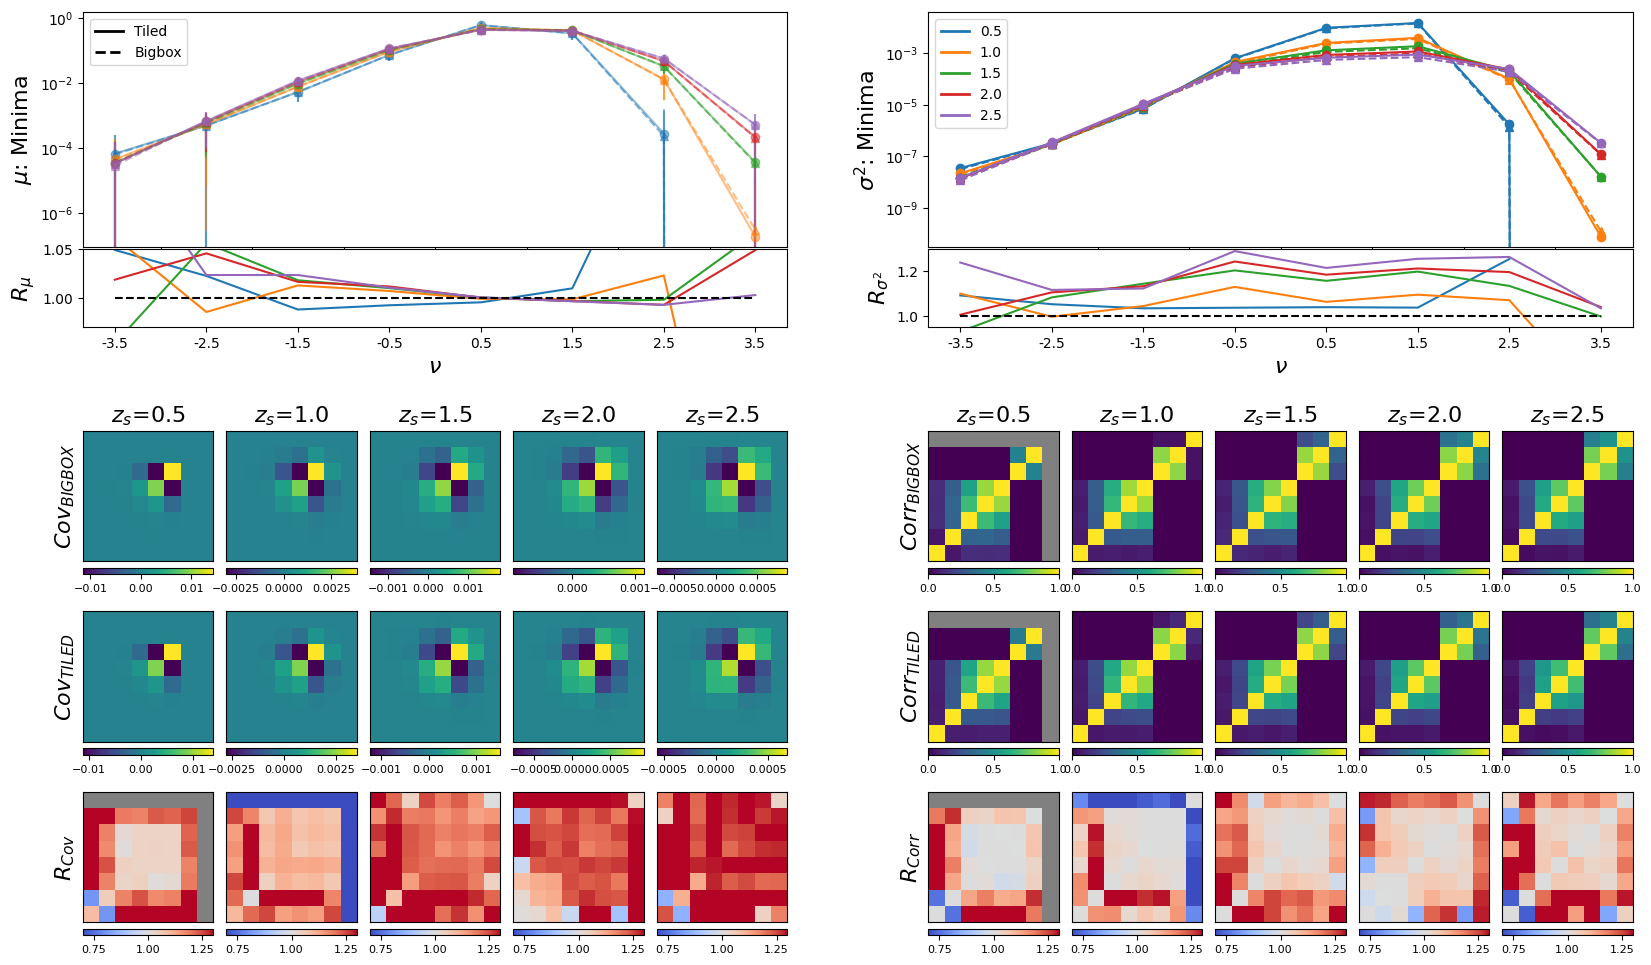 μ: Minima
10⁰
10⁻²
10⁻⁴
10⁻⁶
Tiled
Bigbox
R_μ
1.05
1.00
-3.5 -2.5 -1.5 -0.5 0.5 1.5 2.5 3.5
ν
σ²: Minima
10⁻³
10⁻⁵
10⁻⁷
10⁻⁹
0.5
1.0
1.5
2.0
2.5
R_σ²
1.2
1.0
-3.5 -2.5 -1.5 -0.5 0.5 1.5 2.5 3.5
ν
z_s=0.5 z_s=1.0 z_s=1.5 z_s=2.0 z_s=2.5
Cov_BIGBOX
−0.01 0.00 0.01 −0.0025 0.0000 0.0025 −0.001 0.000 0.001 0.000 0.001 −0.0005 0.0000 0.0005
Cov_TILED
−0.01 0.00 0.01 −0.0025 0.0000 0.0025 −0.001 0.000 0.001 −0.0005 0.0000 0.0005 −0.0005 0.0000 0.0005
R_Cov
0.75 1.00 1.25 0.75 1.00 1.25 0.75 1.00 1.25 0.75 1.00 1.25 0.75 1.00 1.25
z_s=0.5 z_s=1.0 z_s=1.5 z_s=2.0 z_s=2.5
Corr_BIGBOX
0.0 0.5 1.0 0.0 0.5 1.0 0.0 0.5 1.0 0.0 0.5 1.0 0.0 0.5 1.0
Corr_TILED
0.0 0.5 1.0 0.0 0.5 1.0 0.0 0.5 1.0 0.0 0.5 1.0 0.0 0.5 1.0
R_Corr
0.75 1.00 1.25 0.75 1.00 1.25 0.75 1.00 1.25 0.75 1.00 1.25 0.75 1.00 1.25